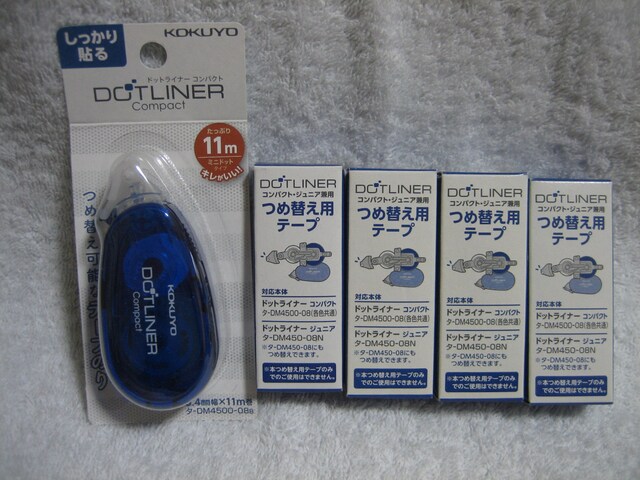 しっかり
貼る
KOKUYO
ドットライナー コンパクト
DOTLINER
Compact
たっぷり
11m
ミニドット
タイプ
キレがいい!!
つめ替え可能な
KOKUYO
DOTLINER
Compact
8.4mm幅×11m巻
タ-DM4500-08B
DOTLINER
コンパクト・ジュニア兼用
つめ替え用
テープ
対応本体
ドットライナー コンパクト
タ-DM4500-08(各色共通)
ドットライナー ジュニア
タ-DM450-08N
※タ-DM450-08にも
つめ替えできます。
※本つめ替え用テープのみ
でのご使用はできません。
DOTLINER
コンパクト・ジュニア兼用
つめ替え用
テープ
対応本体
ドットライナー コンパクト
タ-DM4500-08(各色共通)
ドットライナー ジュニア
タ-DM450-08N
※タ-DM450-08にも
つめ替えできます。
※本つめ替え用テープのみ
でのご使用はできません。
DOTLINER
コンパクト・ジュニア兼用
つめ替え用
テープ
対応本体
ドットライナー コンパクト
タ-DM4500-08(各色共通)
ドットライナー ジュニア
タ-DM450-08N
※タ-DM450-08にも
つめ替えできます。
※本つめ替え用テープのみ
でのご使用はできません。
DOTLINER
コンパクト・ジュニア兼用
つめ替え用
テープ
対応本体
ドットライナー コンパクト
タ-DM4500-08(各色共通)
ドットライナー ジュニア
タ-DM450-08N
※タ-DM450-08にも
つめ替えできます。
※本つめ替え用テープのみ
でのご使用はできません。